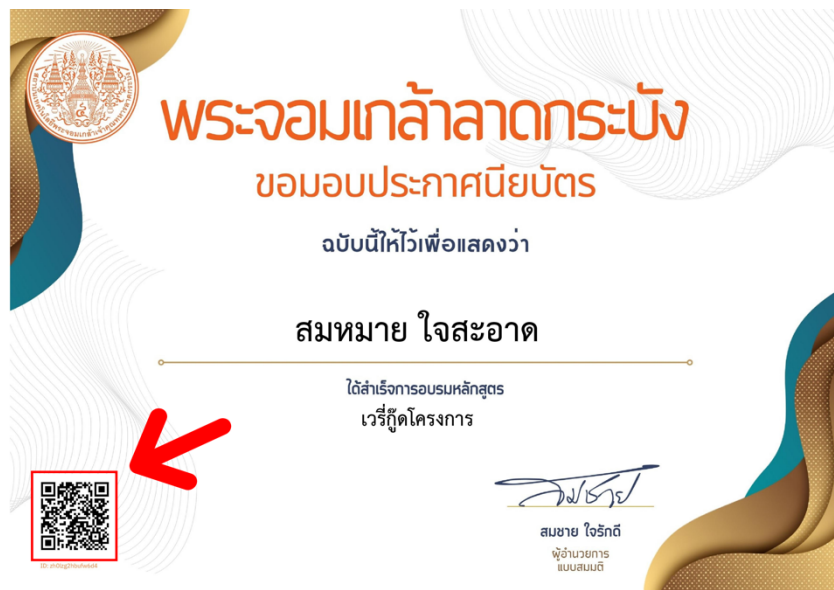 พระจอมเกล้าลาดกระบัง
ขอมอบประกาศนียบัตร
ฉบับนี้ให้ไว้เพื่อแสดงว่า
สมหมาย ใจสะอาด
ได้สำเร็จการอบรมหลักสูตร
เวรี่กู๊ดโครงการ
สมชาย
สมชาย ใจรักดี
ผู้อำนวยการ
แบบสมมติ
ID: